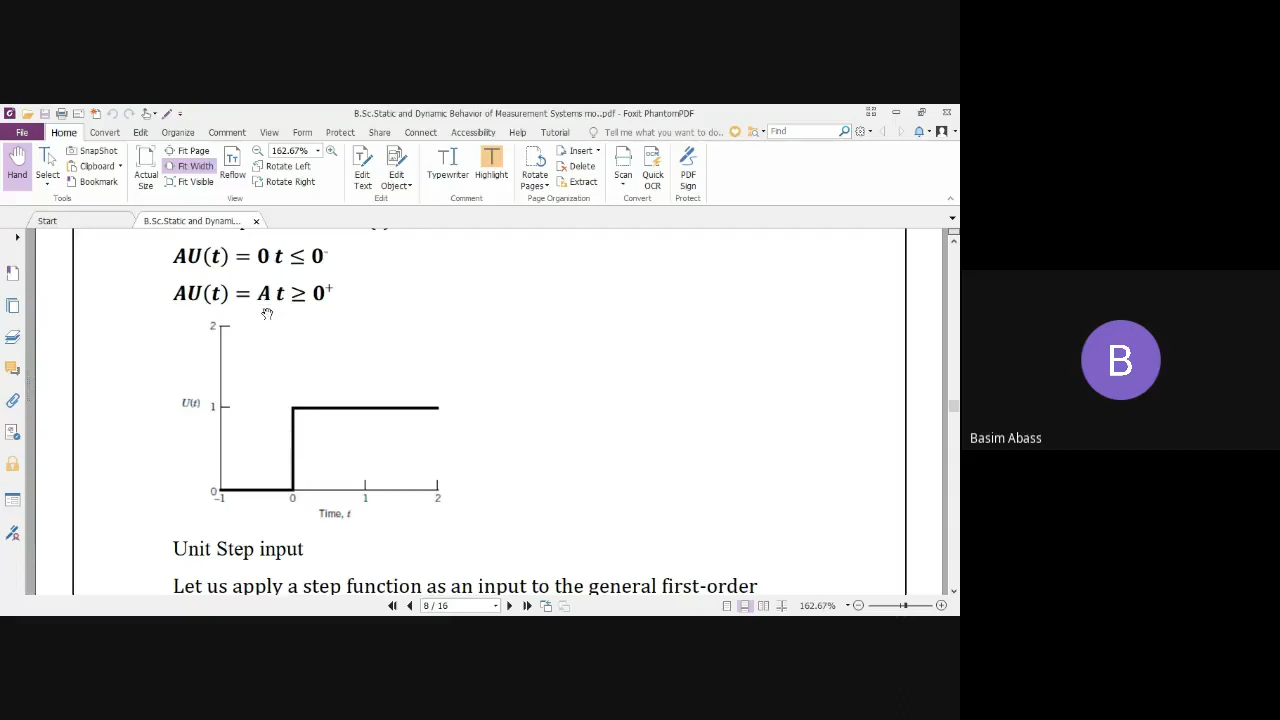 B.Sc.Static and Dynamic Behavior of Measurement Systems mo..pdf - Foxit PhantomPDF
File Home Convert Edit Organize Comment View Form Protect Share Connect Accessibility Help Tutorial Tell me what you want to do.. Find
Hand
Select
SnapShot
Clipboard
Bookmark
Tools
Actual Size
Fit Page
Fit Width
Fit Visible
Reflow
162.67%
Rotate Left
Rotate Right
View
Edit Text
Edit Object
Edit
Typewriter
Highlight
Comment
Rotate Pages
Insert
Delete
Extract
Page Organization
Scan
Quick OCR
Convert
PDF Sign
Protect
Start
B.Sc.Static and Dynami...
AU(t) = 0 t ≤ 0⁻
AU(t) = A t ≥ 0⁺
2
U(t) 1
0
−1 0 1 2
Time, t
Unit Step input
Let us apply a step function as an input to the general first-order
8 / 16
162.67%
B
Basim Abass